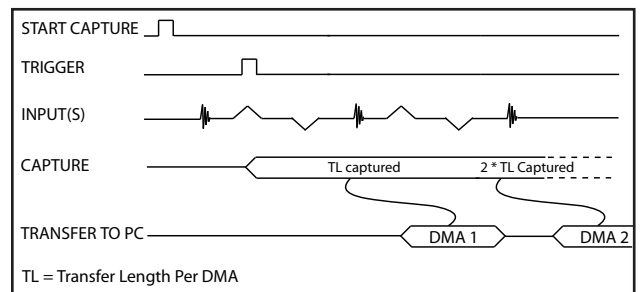 START CAPTURE
TRIGGER
INPUT(S)
CAPTURE
TL captured
2 * TL Captured
TRANSFER TO PC
DMA 1
DMA 2
TL = Transfer Length Per DMA